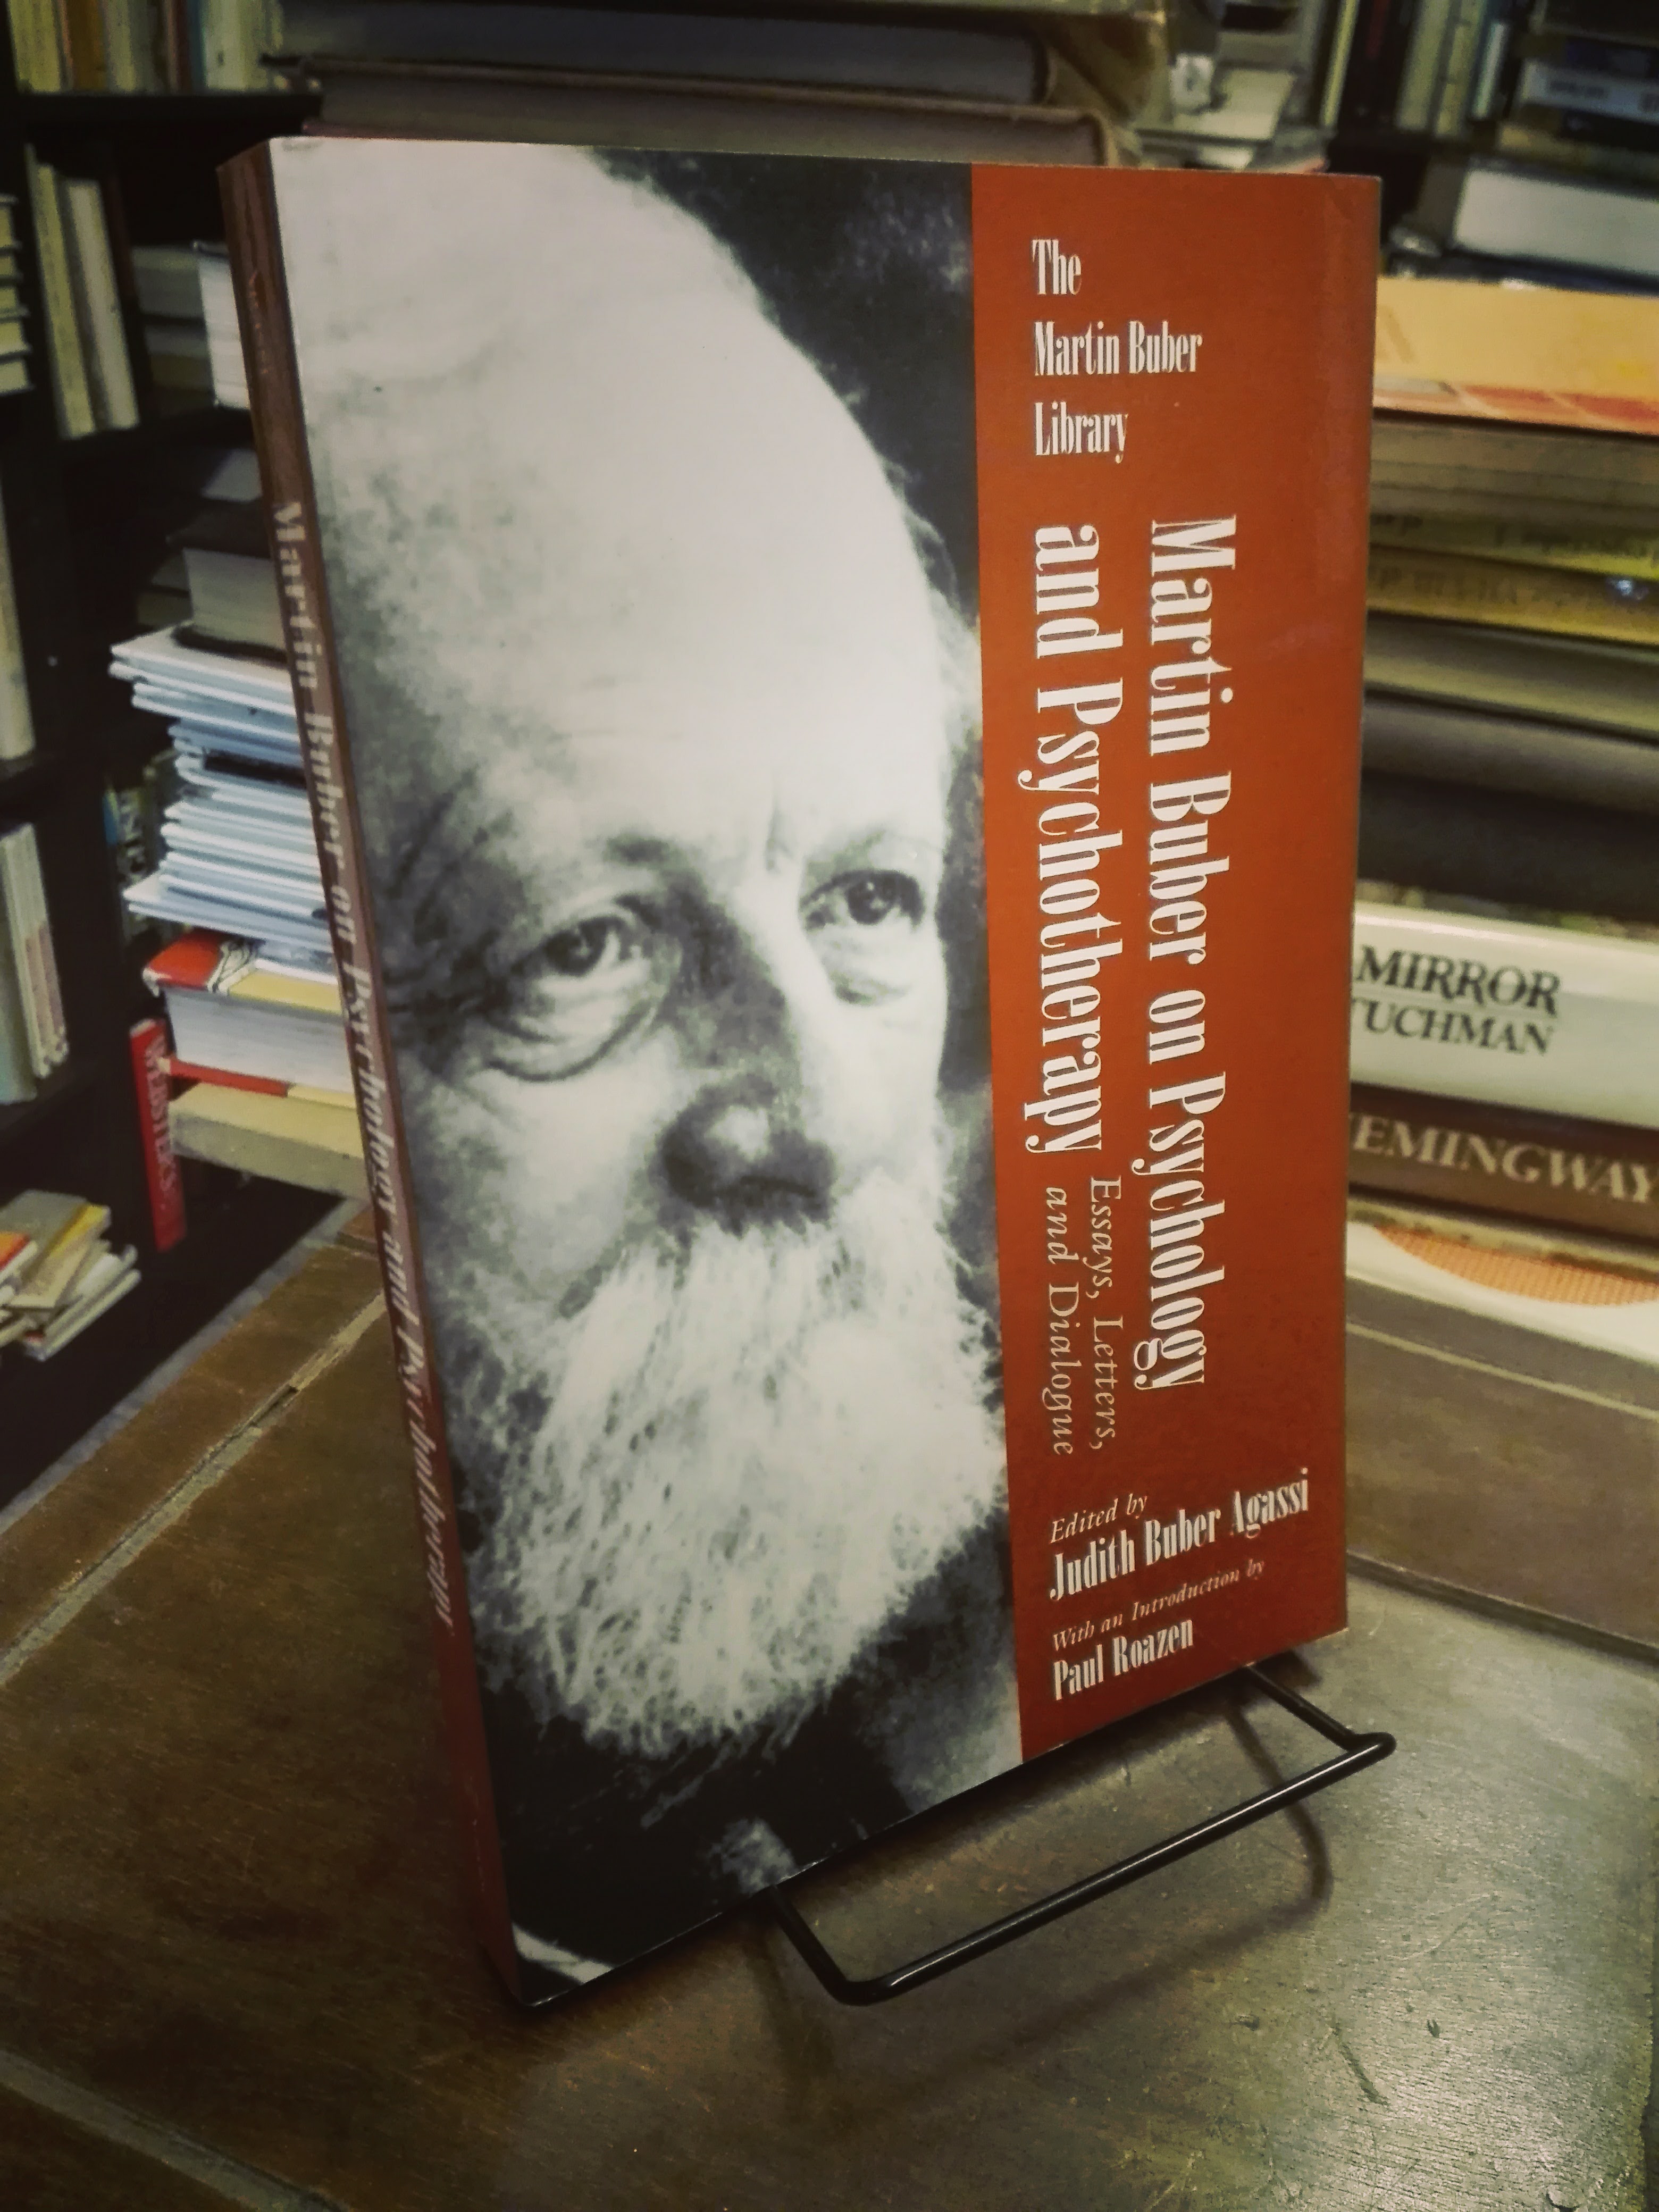 The
Martin Buber
Library
Martin Buber on Psychology
and Psychotherapy
Essays, Letters,
and Dialogue
Edited by
Judith Buber Agassi
With an Introduction by
Paul Roazen
Martin Buber on Psychology and Psychotherapy
MIRROR
TUCHMAN
HEMINGWAY